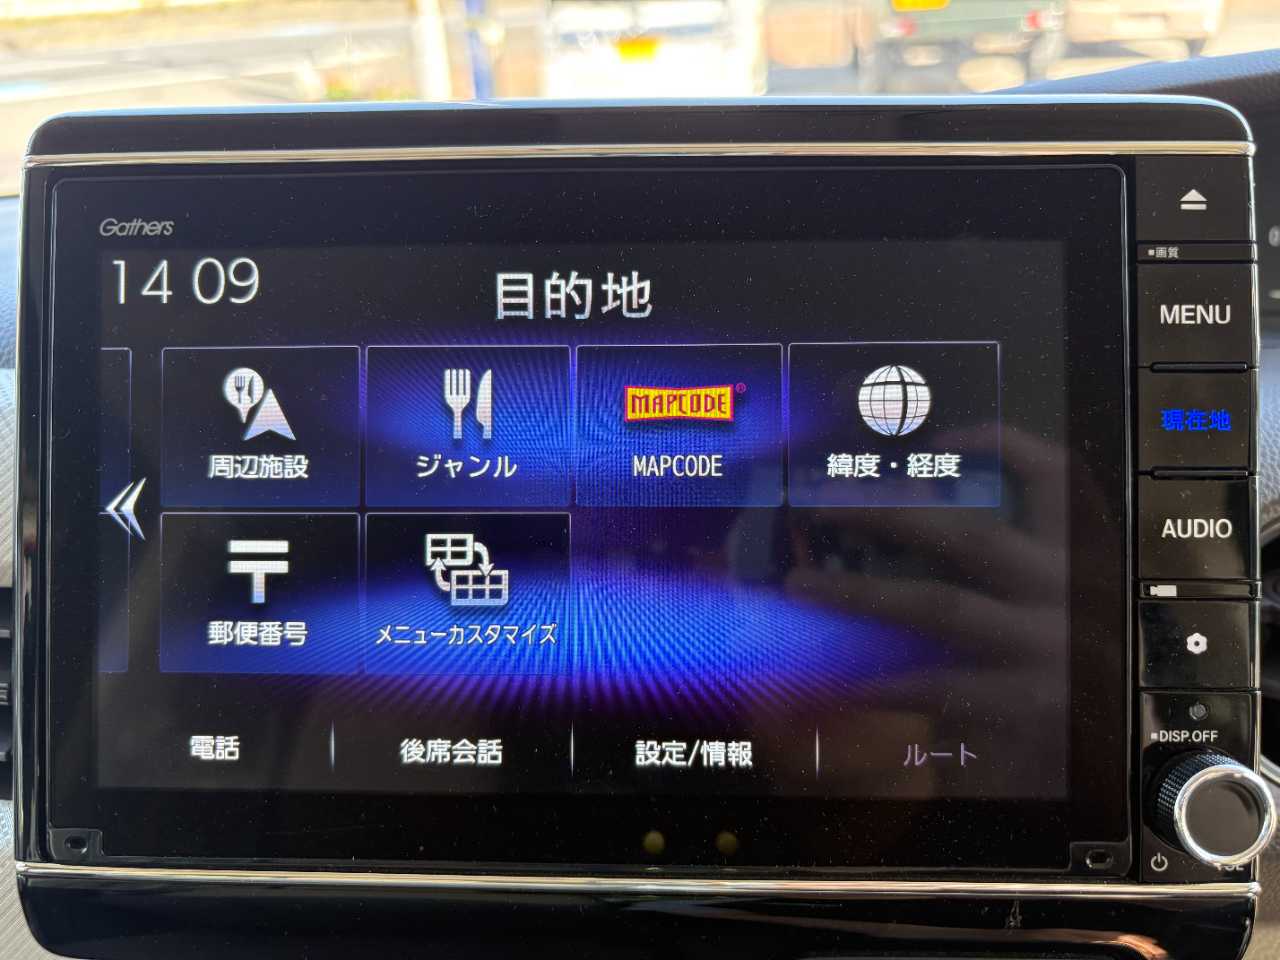 Gathers
14 09
目的地
周辺施設
ジャンル
MAPCODE®
MAPCODE
緯度・経度
郵便番号
メニューカスタマイズ
電話
後席会話
設定/情報
ルート
画質
MENU
現在地
AUDIO
DISP.OFF
VOL